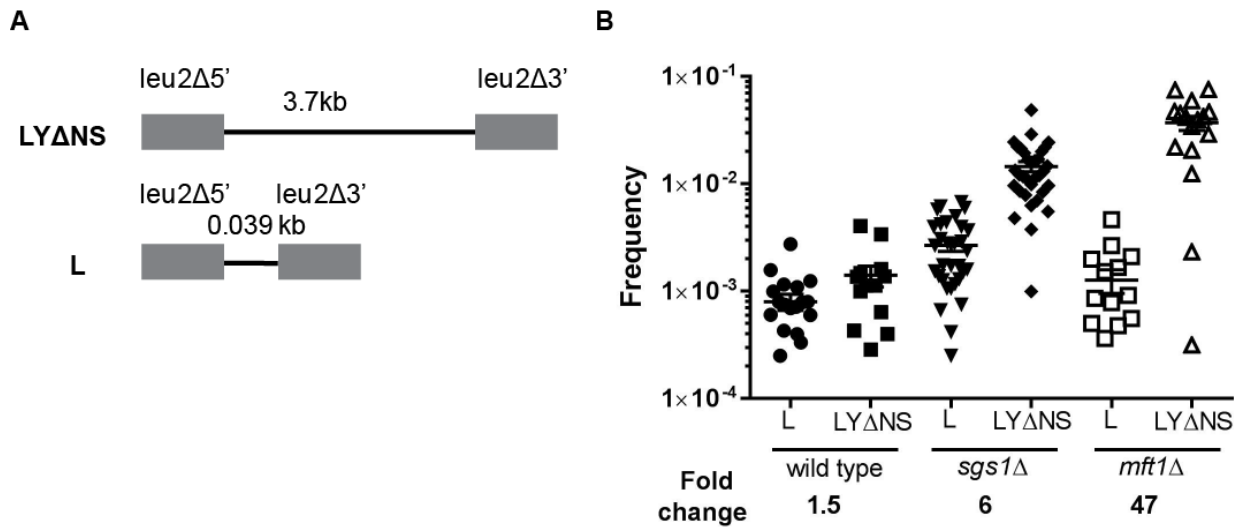 A
leu2Δ5’ leu2Δ3’
3.7kb
LYΔNS
leu2Δ5’ leu2Δ3’
0.039 kb
L
B
Frequency
1×10⁻¹
1×10⁻²
1×10⁻³
1×10⁻⁴
L LYΔNS L LYΔNS L LYΔNS
wild type sgs1Δ mft1Δ
Fold change 1.5 6 47